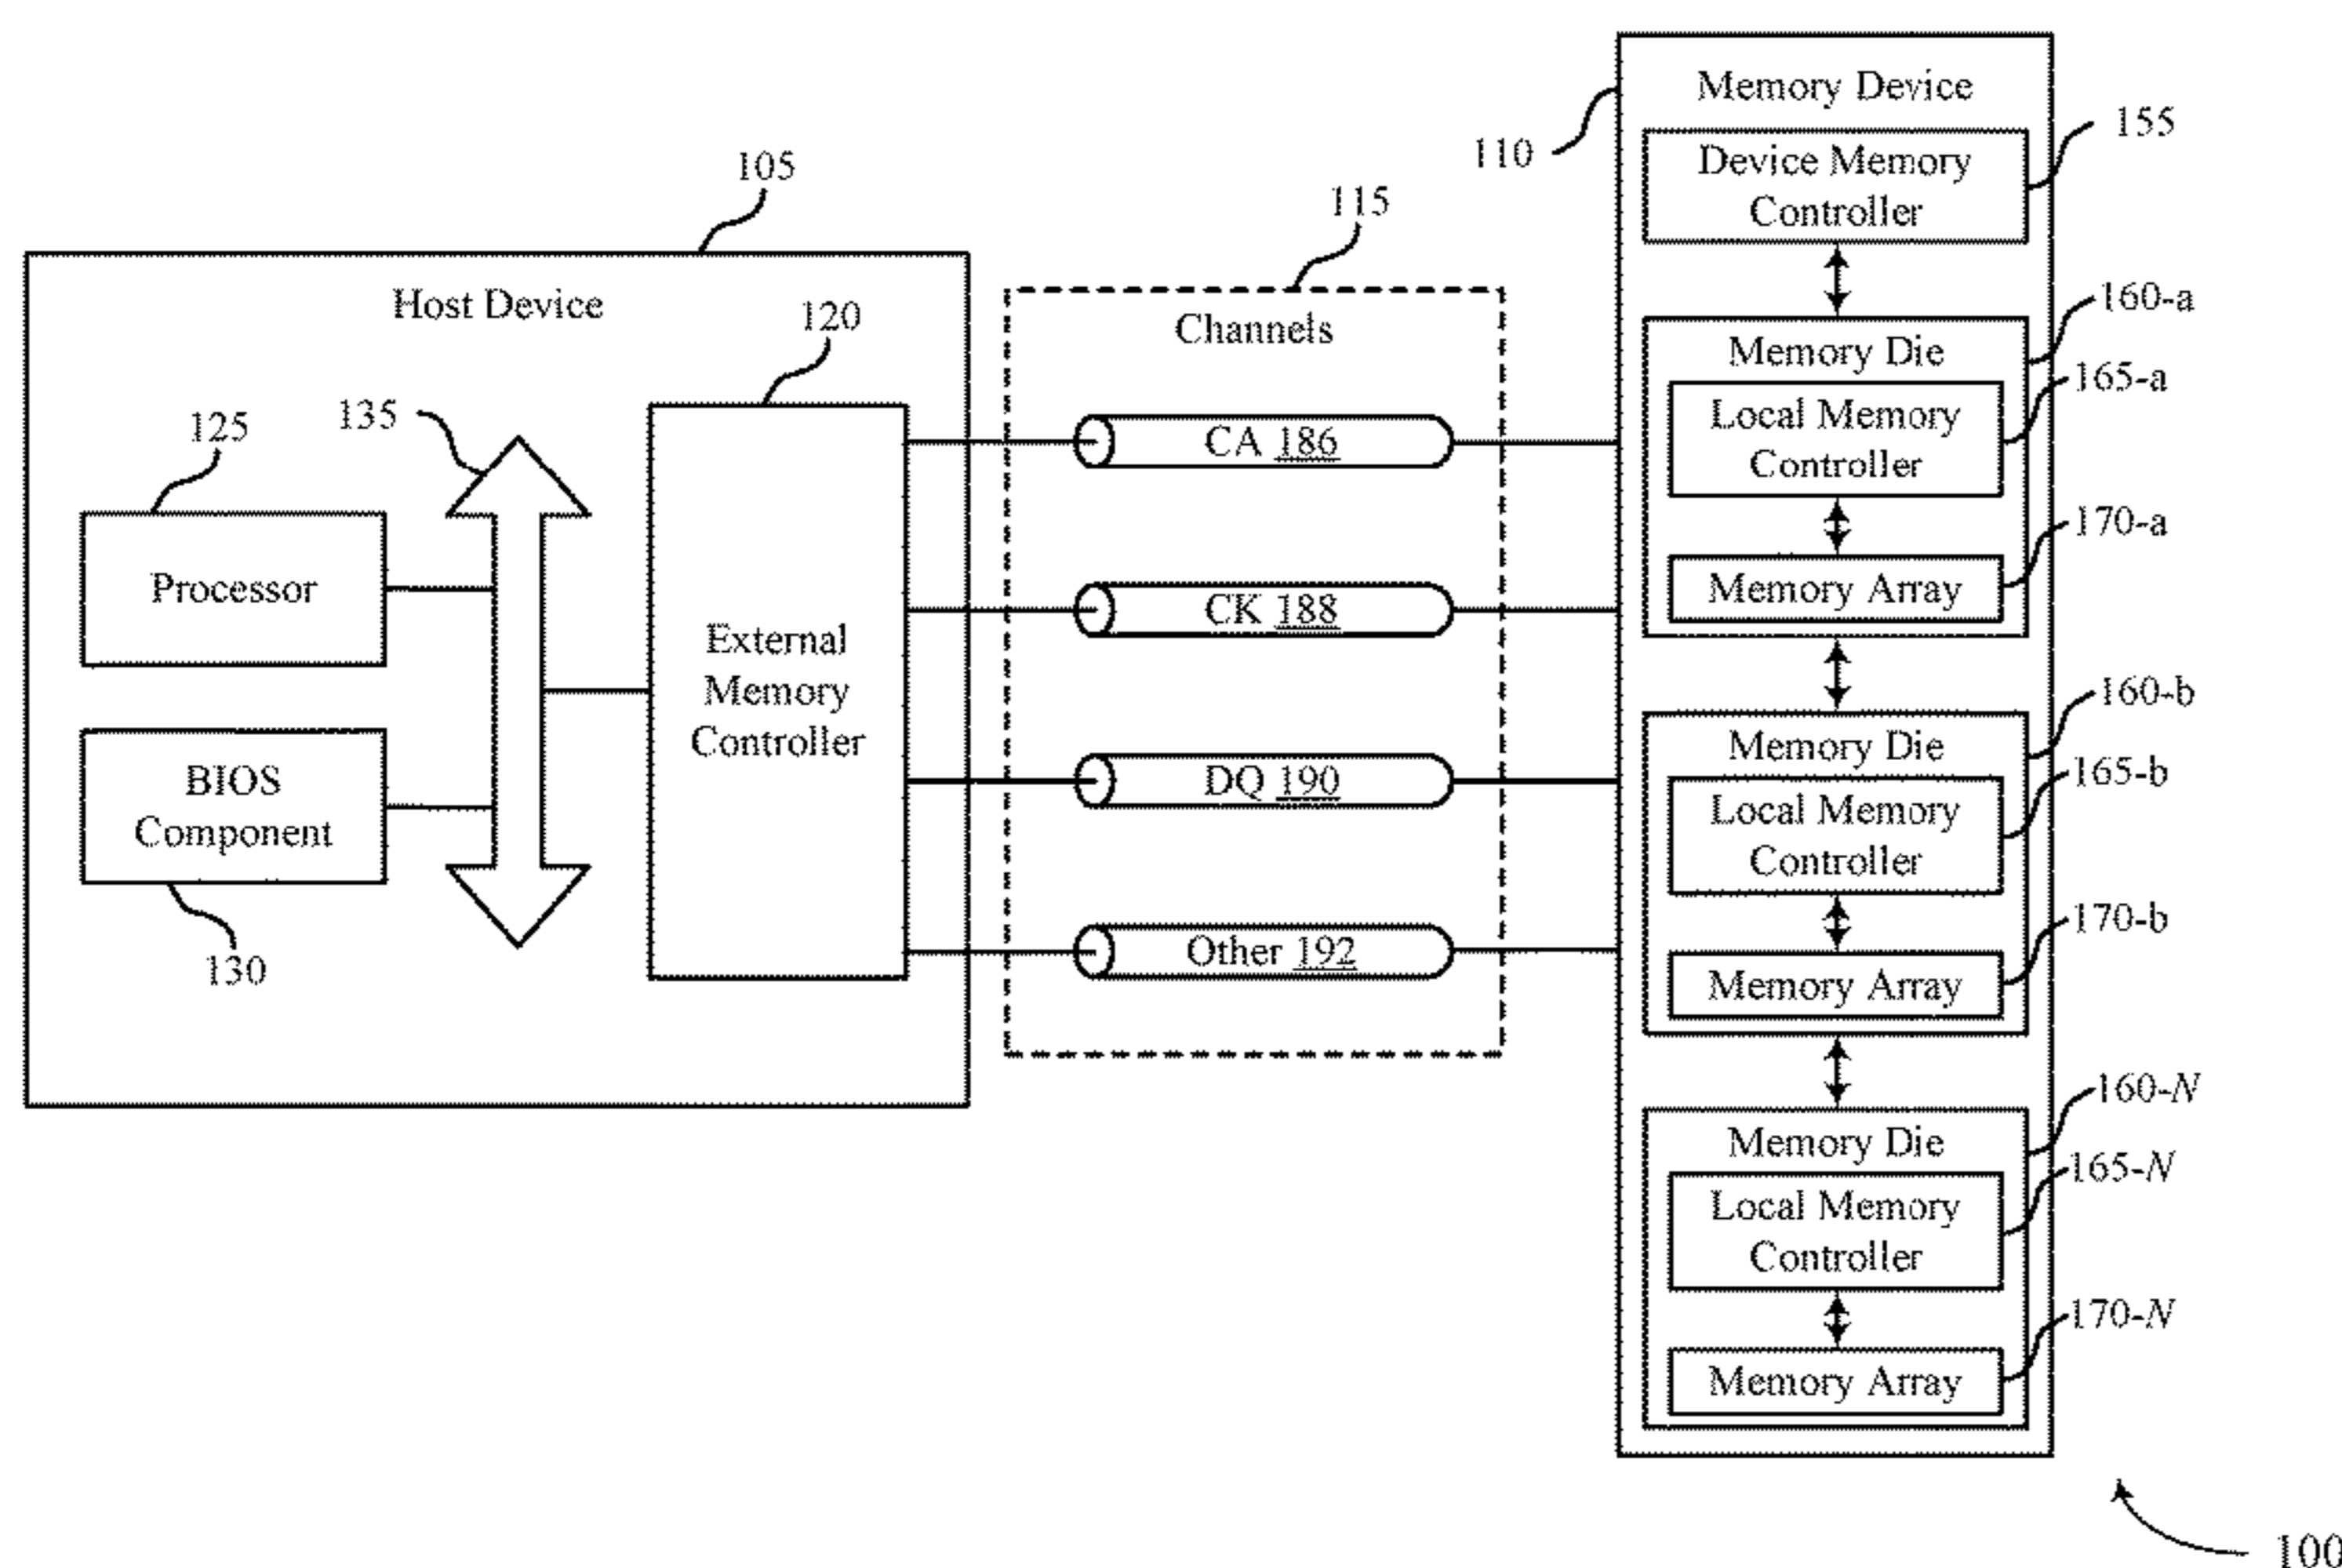 105
Host Device
120
125
135
Processor
BIOS
Component
130
External
Memory
Controller
115
Channels
CA 186
CK 188
DQ 190
Other 192
110
Memory Device
155
Device Memory
Controller
160-a
Memory Die
165-a
Local Memory
Controller
170-a
Memory Array
160-b
Memory Die
165-b
Local Memory
Controller
170-b
Memory Array
160-N
Memory Die
165-N
Local Memory
Controller
170-N
Memory Array
100